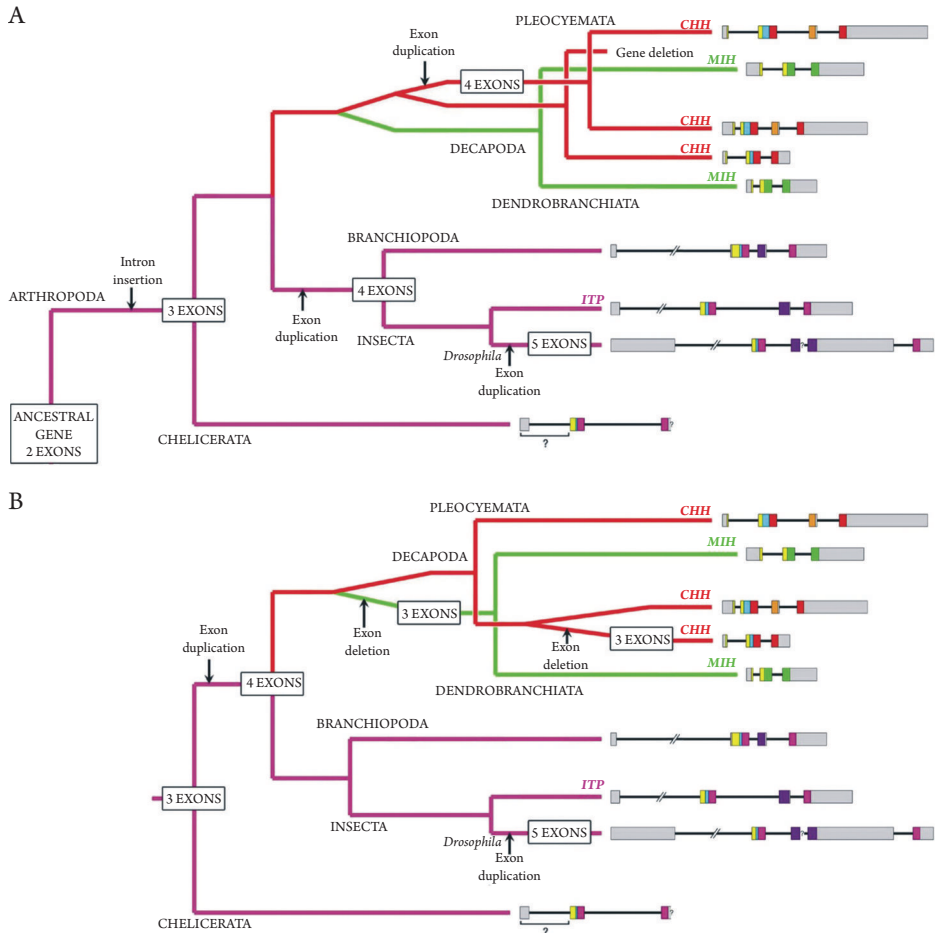 A
PLEOCYEMATA
CHH
Exon
duplication
Gene deletion
MIH
4 EXONS
CHH
DECAPODA
CHH
MIH
DENDROBRANCHIATA
BRANCHIOPODA
Intron
insertion
ARTHROPODA
4 EXONS
ITP
3 EXONS
Exon
duplication
INSECTA
Drosophila
5 EXONS
?
Exon
duplication
ANCESTRAL
GENE
2 EXONS
CHELICERATA
?
?
B
PLEOCYEMATA
CHH
MIH
DECAPODA
3 EXONS
CHH
Exon
duplication
Exon
deletion
Exon
deletion
3 EXONS
CHH
4 EXONS
MIH
DENDROBRANCHIATA
BRANCHIOPODA
3 EXONS
ITP
INSECTA
Drosophila
5 EXONS
?
Exon
duplication
CHELICERATA
?
?